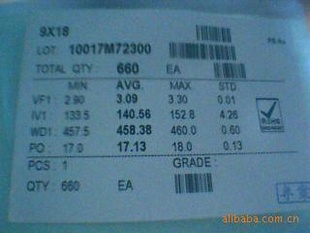 9X18
LOT: 10017M72300
TOTAL QTY: 660 EA
MIN AVG. MAX. STD
VF1: 2.90 3.09 3.30 0.01
IV1: 133.5 140.56 152.8 4.26
WD1: 457.5 458.38 460.0 0.60
PO: 17.0 17.13 18.0 0.13
PCS: 1 GRADE:
QTY: 660 EA
alibaba.com.cn